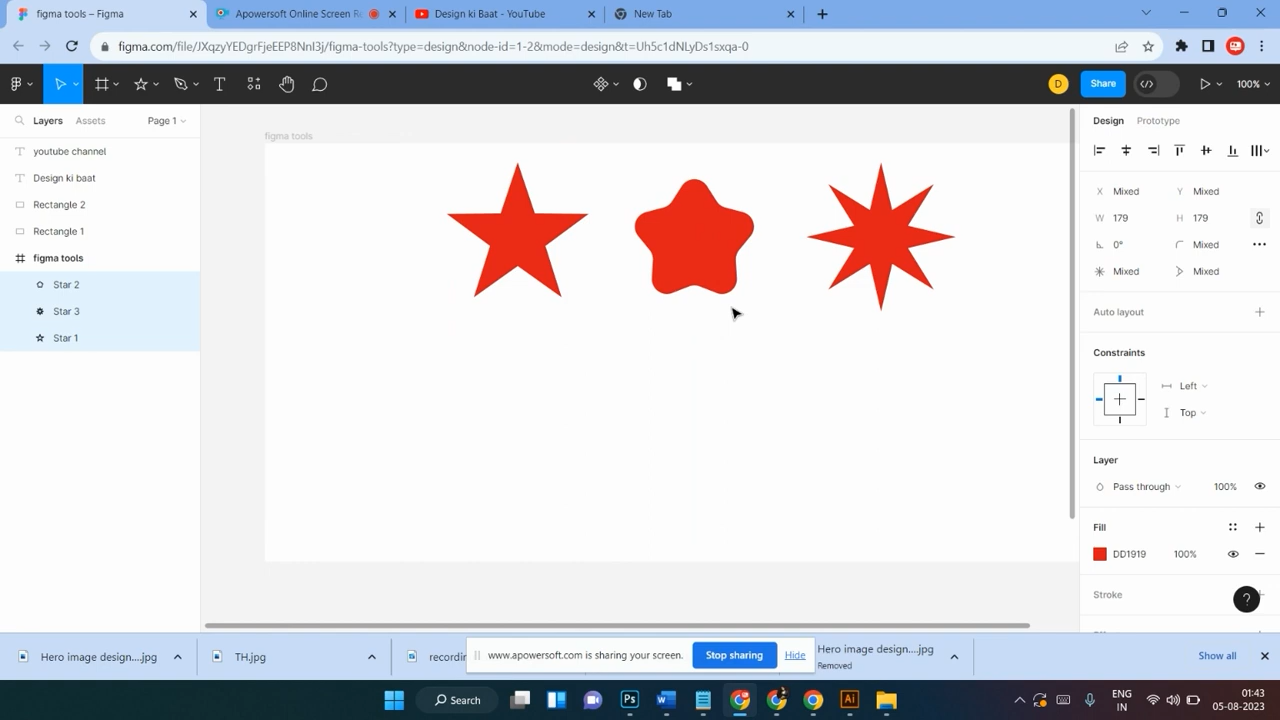 figma tools – Figma
Apowersoft Online Screen Re
Design ki Baat - YouTube
New Tab
figma.com/file/JXqzyYEDgrFjeEEP8NnI3j/figma-tools?type=design&node-id=1-2&mode=design&t=Uh5c1dNLyDs1sxqa-0
D
Share
100%
Layers
Assets
Page 1
figma tools
youtube channel
Design ki baat
Rectangle 2
Rectangle 1
figma tools
Star 2
Star 3
Star 1
Design
Prototype
X Mixed
Y Mixed
W 179
H 179
0°
Mixed
Mixed
Mixed
Auto layout
Constraints
Left
Top
Layer
Pass through
100%
Fill
DD1919
100%
Stroke
?
Hero image design....jpg
TH.jpg
recordin
www.apowersoft.com is sharing your screen.
Stop sharing
Hide
Hero image design....jpg
Removed
Show all
Search
ENG
IN
01:43
05-08-2023